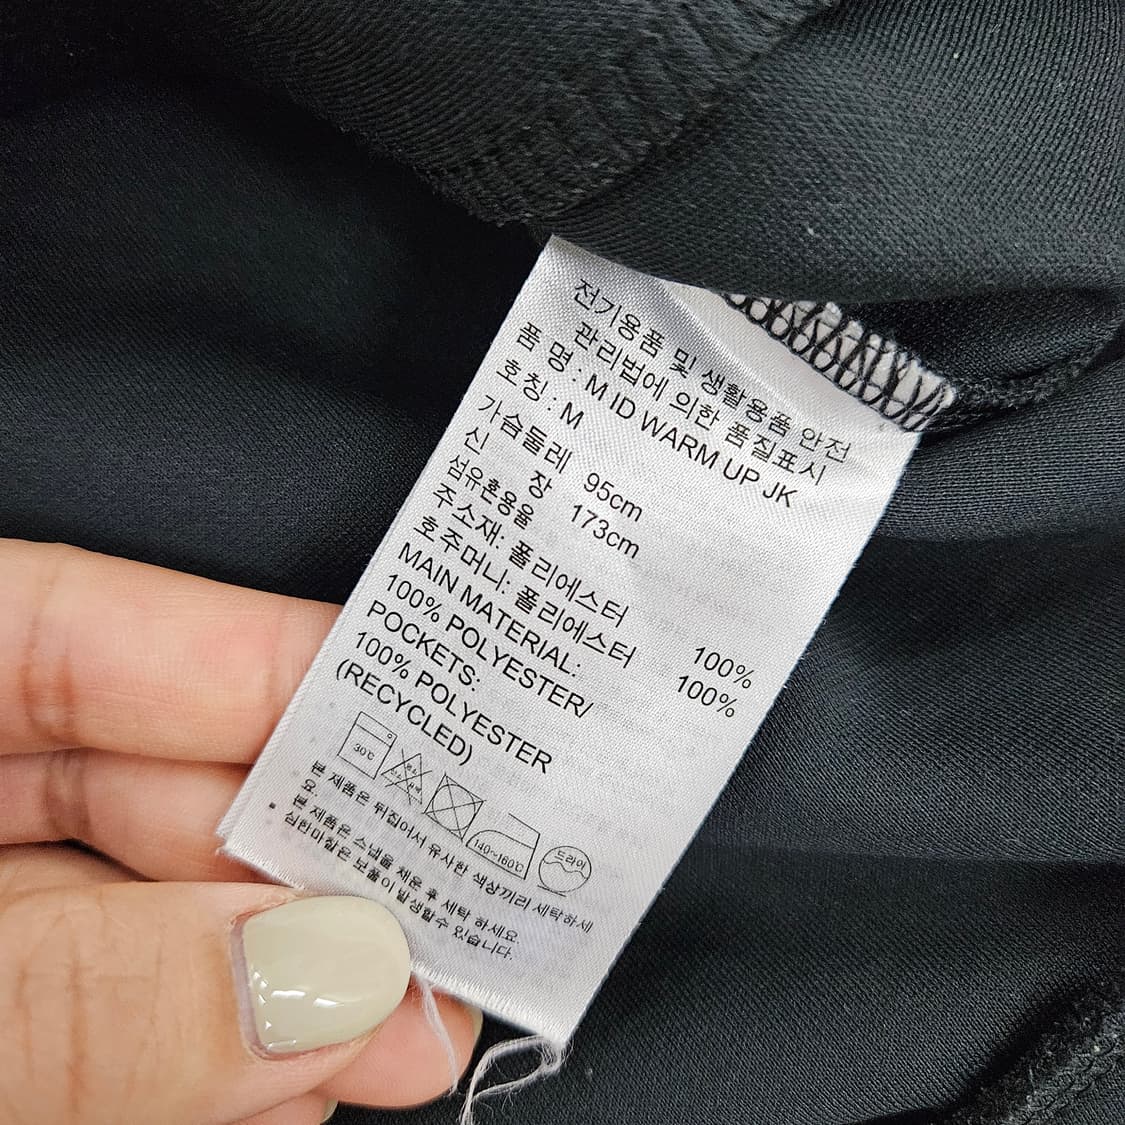 전기용품 및 생활용품 안전
관리법에 의한 품질표시
품 명 : M ID WARM UP JK
호칭 : M
가슴둘레 95cm
신 장 173cm
섬유혼용율
주소재: 폴리에스터 100%
호주머니: 폴리에스터 100%
MAIN MATERIAL:
100% POLYESTER/
POCKETS:
100% POLYESTER
(RECYCLED)
30℃
140~160℃
드라이
본 제품은 뒤집어서 유사한 색상끼리 세탁하세
요.
본 제품은 스냅을 채운 후 세탁 하세요.
심한마찰은 보풀이 발생할수 있습니다.